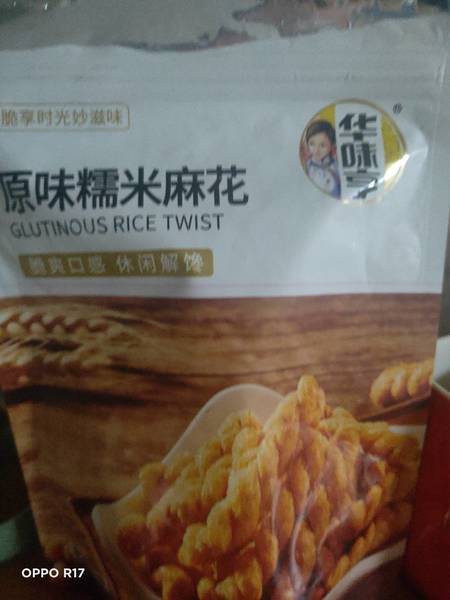 脆享时光妙滋味
华味亨
®
原味糯米麻花
GLUTINOUS RICE TWIST
脆爽口感 休闲解馋
OPPO R17